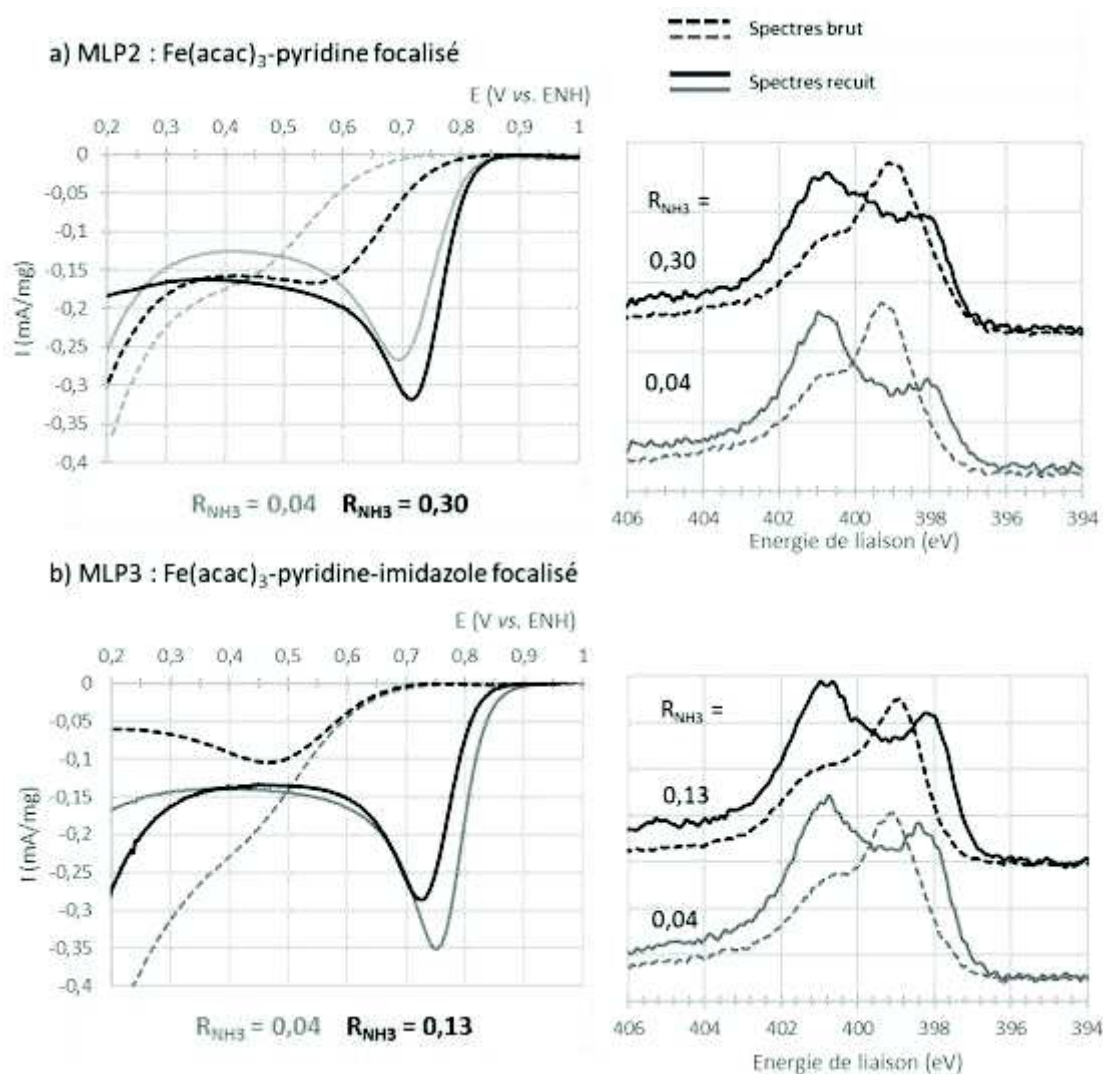 Spectres brut
a) MLP2 : Fe(acac)₃-pyridine focalisé
Spectres recuit
E (V vs. ENH)
0,2 0,3 0,4 0,5 0,6 0,7 0,8 0,9 1
0
-0,05
-0,1
-0,15
-0,2
-0,25
-0,3
-0,35
-0,4
I (mA/mg)
R_NH3 = 0,04 R_NH3 = 0,30
R_NH3 =
0,30
0,04
406 404 402 400 398 396 394
Energie de liaison (eV)
b) MLP3 : Fe(acac)₃-pyridine-imidazole focalisé
E (V vs. ENH)
0,2 0,3 0,4 0,5 0,6 0,7 0,8 0,9 1
0
-0,05
-0,1
-0,15
-0,2
-0,25
-0,3
-0,35
-0,4
I (mA/mg)
R_NH3 = 0,04 R_NH3 = 0,13
R_NH3 =
0,13
0,04
406 404 402 400 398 396 394
Energie de liaison (eV)